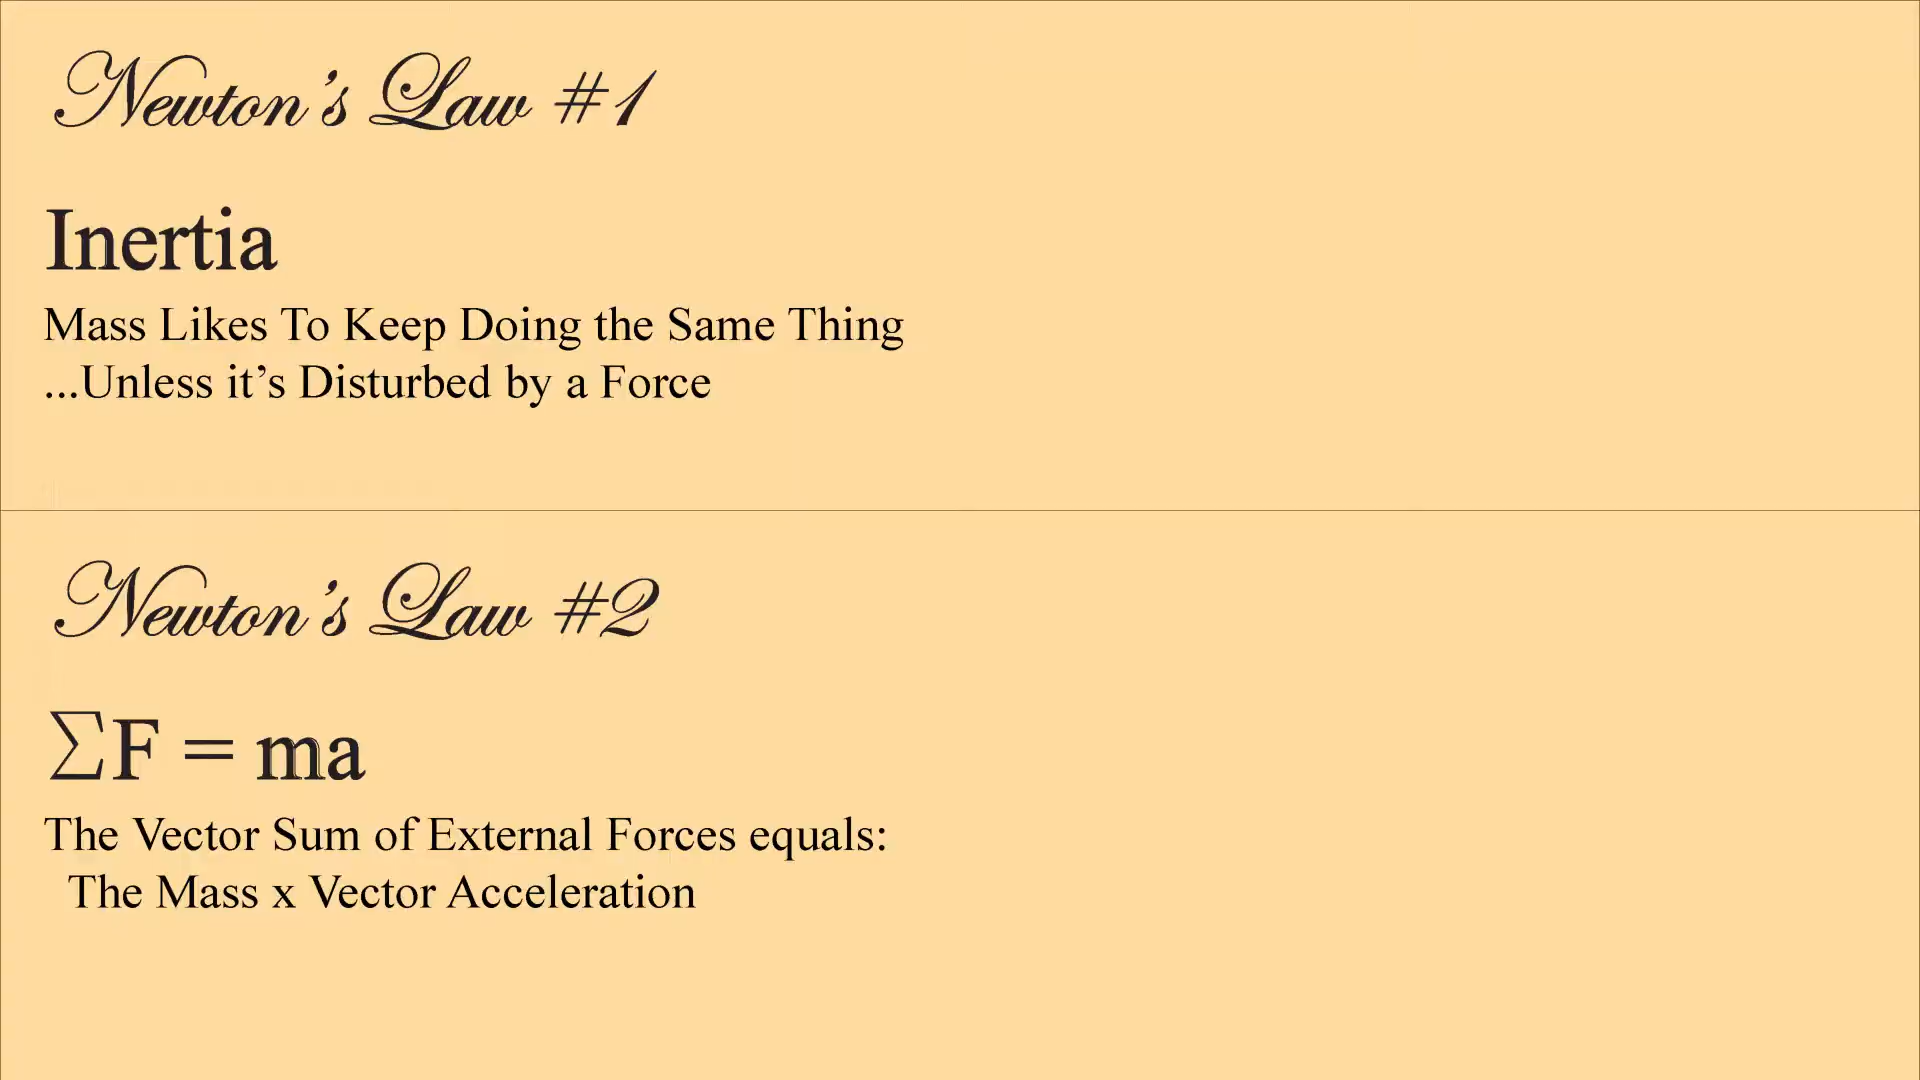 Newton's Law #1
Inertia
Mass Likes To Keep Doing the Same Thing
...Unless it’s Disturbed by a Force
Newton's Law #2
ΣF = ma
The Vector Sum of External Forces equals:
The Mass x Vector Acceleration